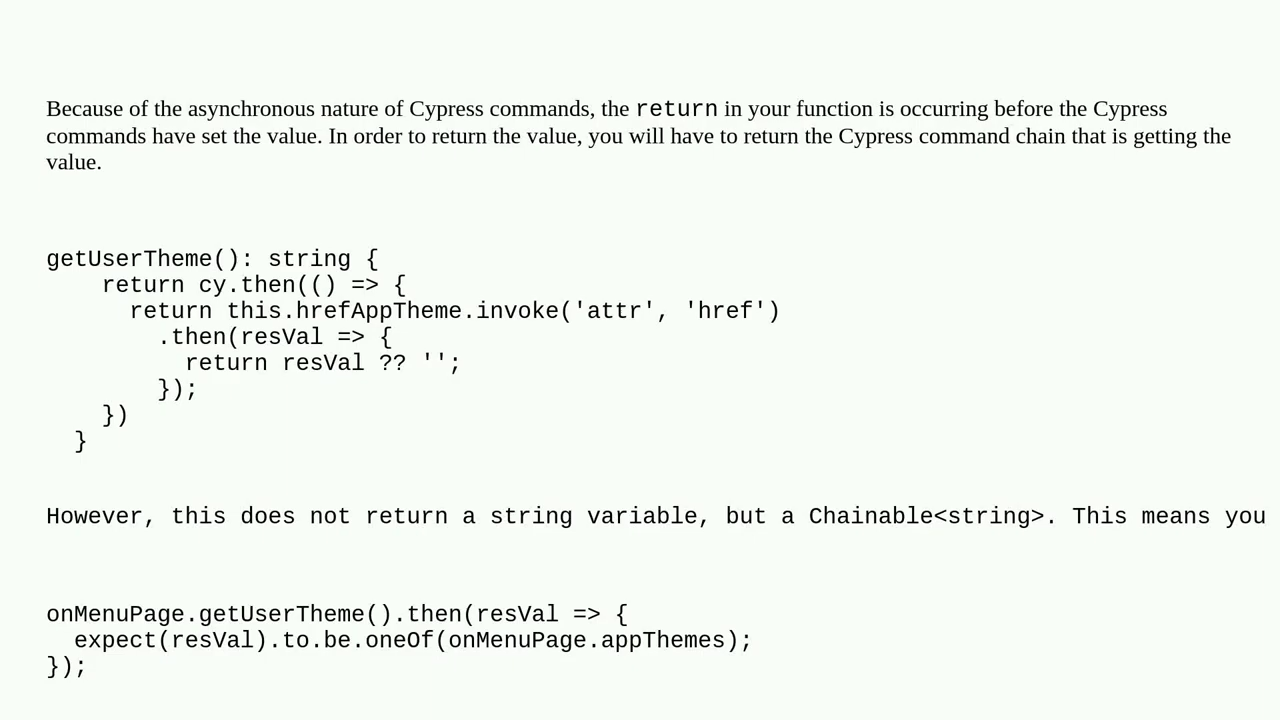 Because of the asynchronous nature of Cypress commands, the return in your function is occurring before the Cypress
commands have set the value. In order to return the value, you will have to return the Cypress command chain that is getting the
value.
getUserTheme(): string {
    return cy.then(() => {
      return this.hrefAppTheme.invoke('attr', 'href')
        .then(resVal => {
          return resVal ?? '';
        });
    })
  }
However, this does not return a string variable, but a Chainable<string>. This means you
onMenuPage.getUserTheme().then(resVal => {
  expect(resVal).to.be.oneOf(onMenuPage.appThemes);
});